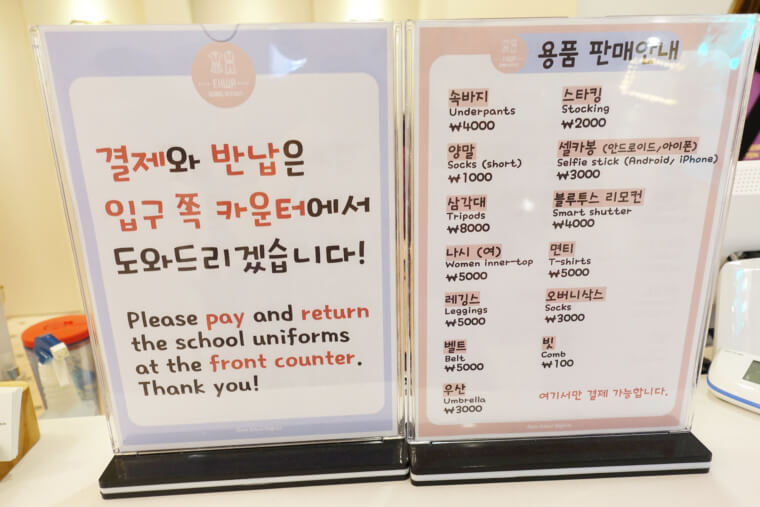 EHWA
결제와 반납은
입구 쪽 카운터에서
도와드리겠습니다!
Please pay and return
the school uniforms
at the front counter.
Thank you!
EHWA
용품 판매안내
속바지
Underpants
₩4000
스타킹
Stocking
₩2000
양말
Socks (short)
₩1000
셀카봉 (안드로이드/아이폰)
Selfie stick (Android, iPhone)
₩3000
삼각대
Tripods
₩8000
블루투스 리모컨
Smart shutter
₩4000
나시 (여)
Women inner-top
₩5000
면티
T-shirts
₩5000
레깅스
Leggings
₩5000
오버니삭스
Socks
₩3000
벨트
Belt
₩5000
빗
Comb
₩100
우산
Umbrella
₩3000
여기서만 결제 가능합니다.